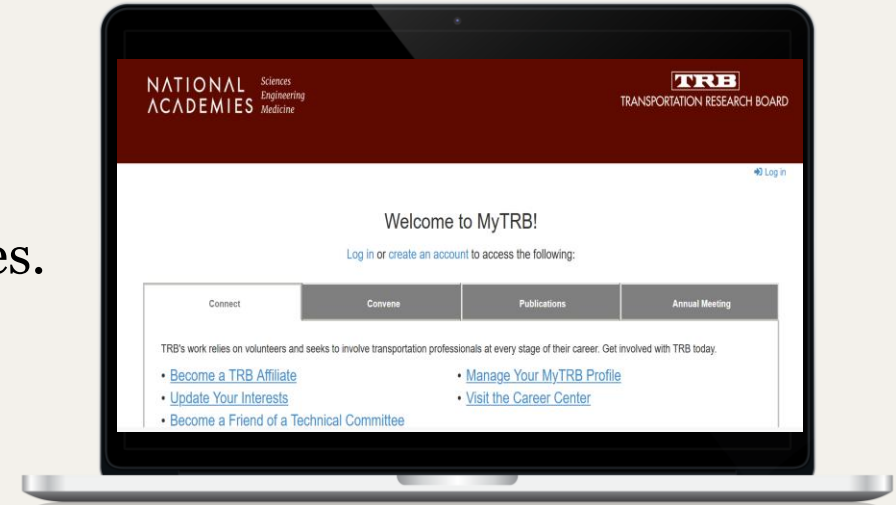 NATIONAL Sciences
ACADEMIES Engineering
Medicine
TRB
TRANSPORTATION RESEARCH BOARD
Log in
Welcome to MyTRB!
es.
Log in or create an account to access the following:
Connect Convene Publications Annual Meeting
TRB's work relies on volunteers and seeks to involve transportation professionals at every stage of their career. Get involved with TRB today.
• Become a TRB Affiliate • Manage Your MyTRB Profile
• Update Your Interests • Visit the Career Center
• Become a Friend of a Technical Committee